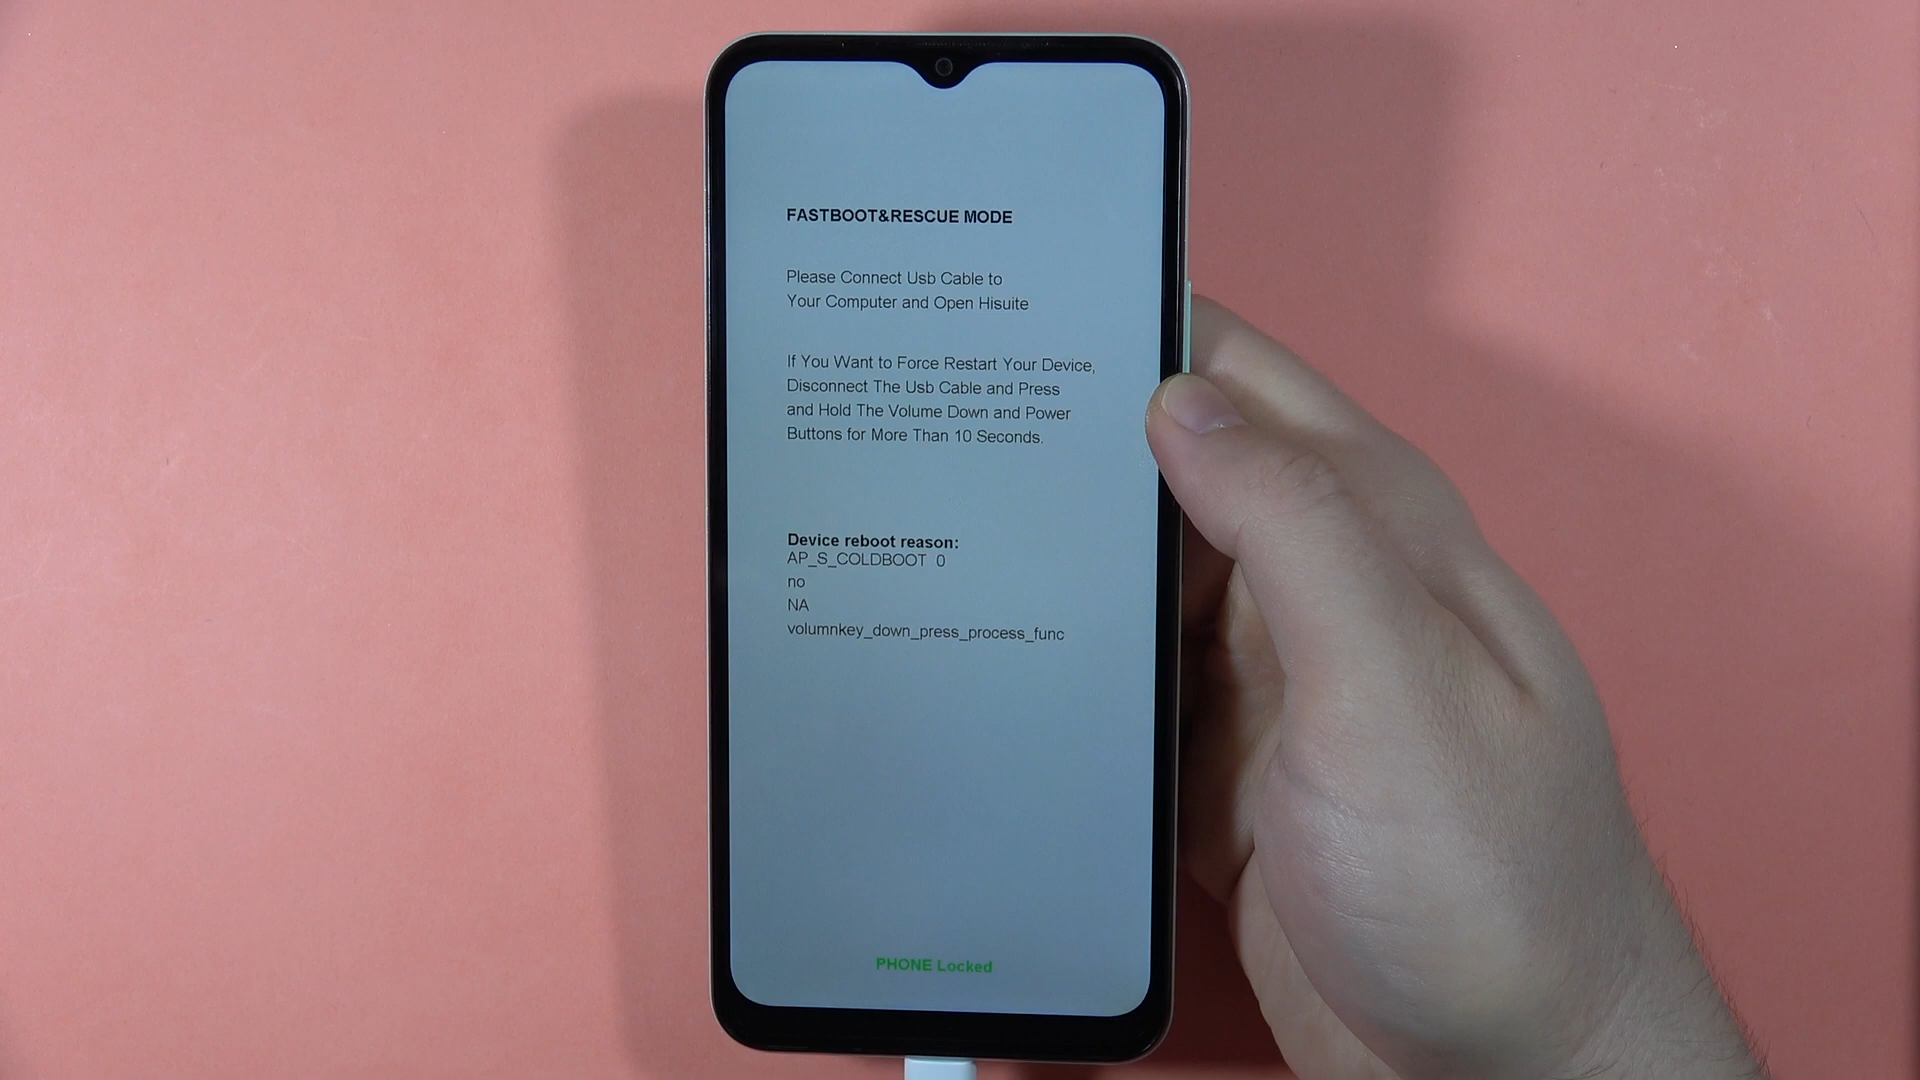 FASTBOOT&RESCUE MODE
Please Connect Usb Cable to
Your Computer and Open Hisuite
If You Want to Force Restart Your Device,
Disconnect The Usb Cable and Press
and Hold The Volume Down and Power
Buttons for More Than 10 Seconds.
Device reboot reason:
AP_S_COLDBOOT 0
no
NA
volumnkey_down_press_process_func
PHONE Locked